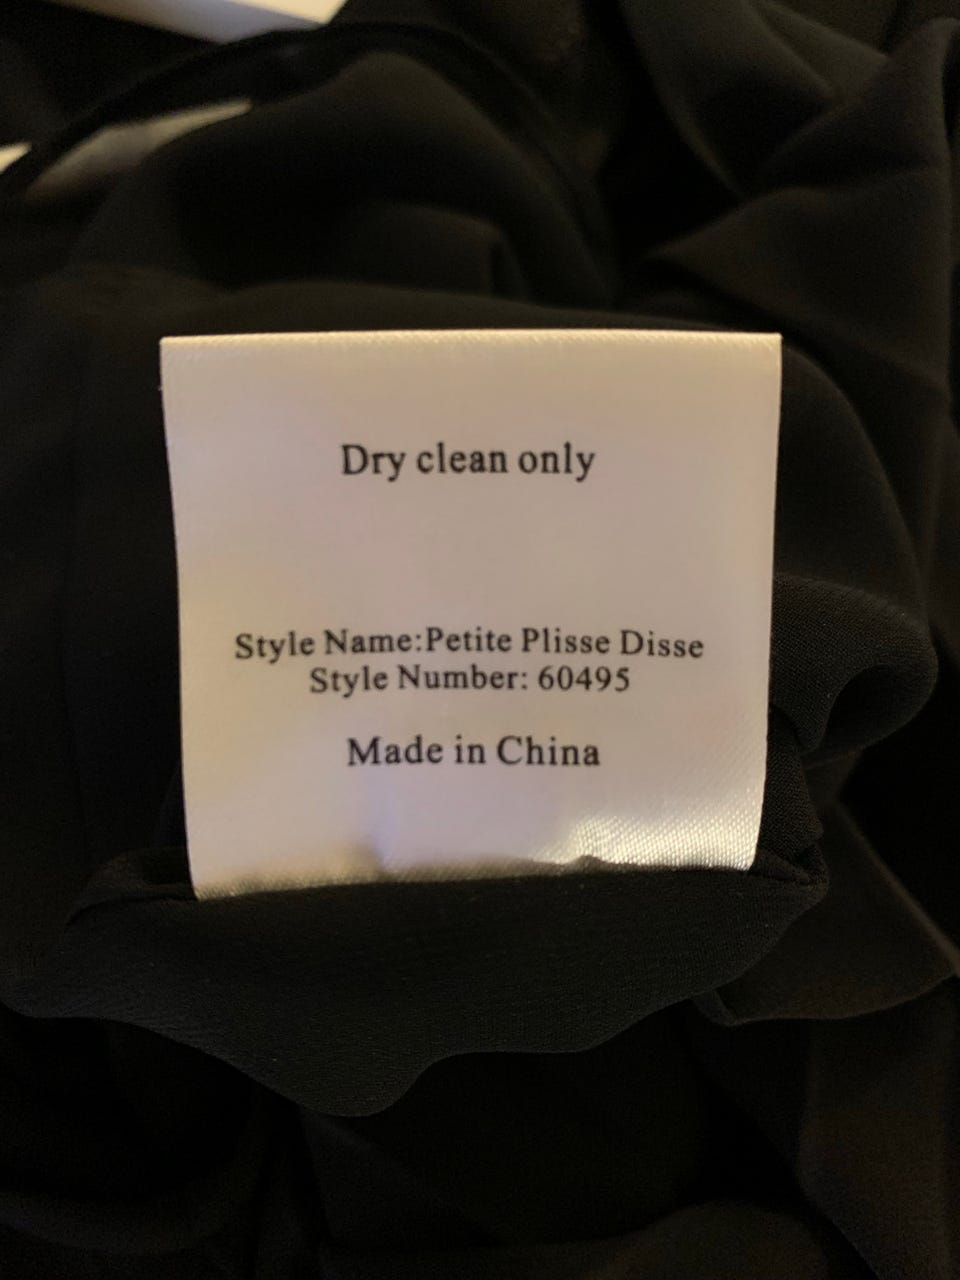 Dry clean only
Style Name:Petite Plisse Disse
Style Number: 60495
Made in China